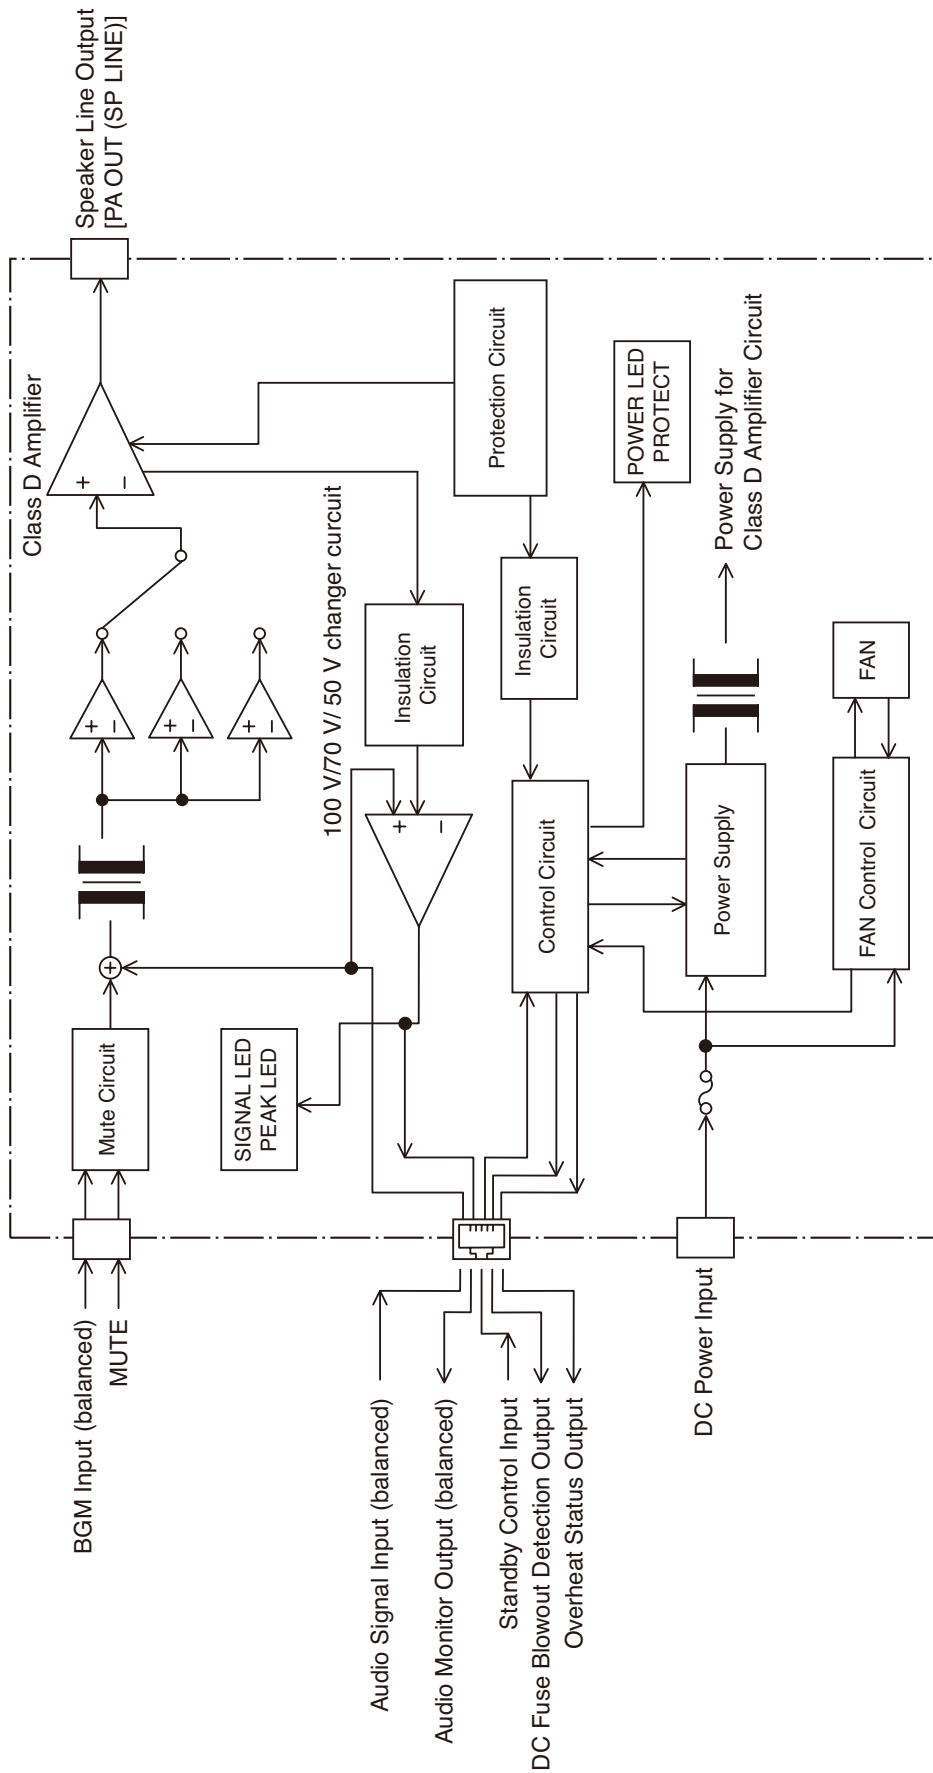 BGM Input (balanced)
MUTE
Mute Circuit
+
Class D Amplifier
+
−
Speaker Line Output
[PA OUT (SP LINE)]
+
−
+
−
+
−
100 V/70 V/ 50 V changer curcuit
SIGNAL LED
PEAK LED
+
−
Insulation
Circuit
Protection Circuit
Insulation
Circuit
Control Circuit
POWER LED
PROTECT
Audio Signal Input (balanced)
Audio Monitor Output (balanced)
Standby Control Input
DC Fuse Blowout Detection Output
Overheat Status Output
DC Power Input
Power Supply
Power Supply for
Class D Amplifier Circuit
FAN Control Circuit
FAN